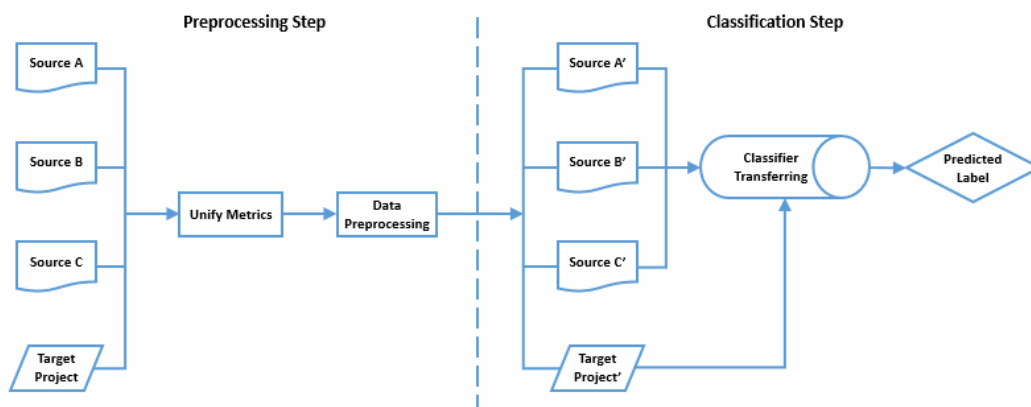 Preprocessing Step
Classification Step
Source A
Source B
Source C
Target
Project
Unify Metrics
Data
Preprocessing
Source A’
Source B’
Source C’
Target
Project’
Classifier
Transferring
Predicted
Label